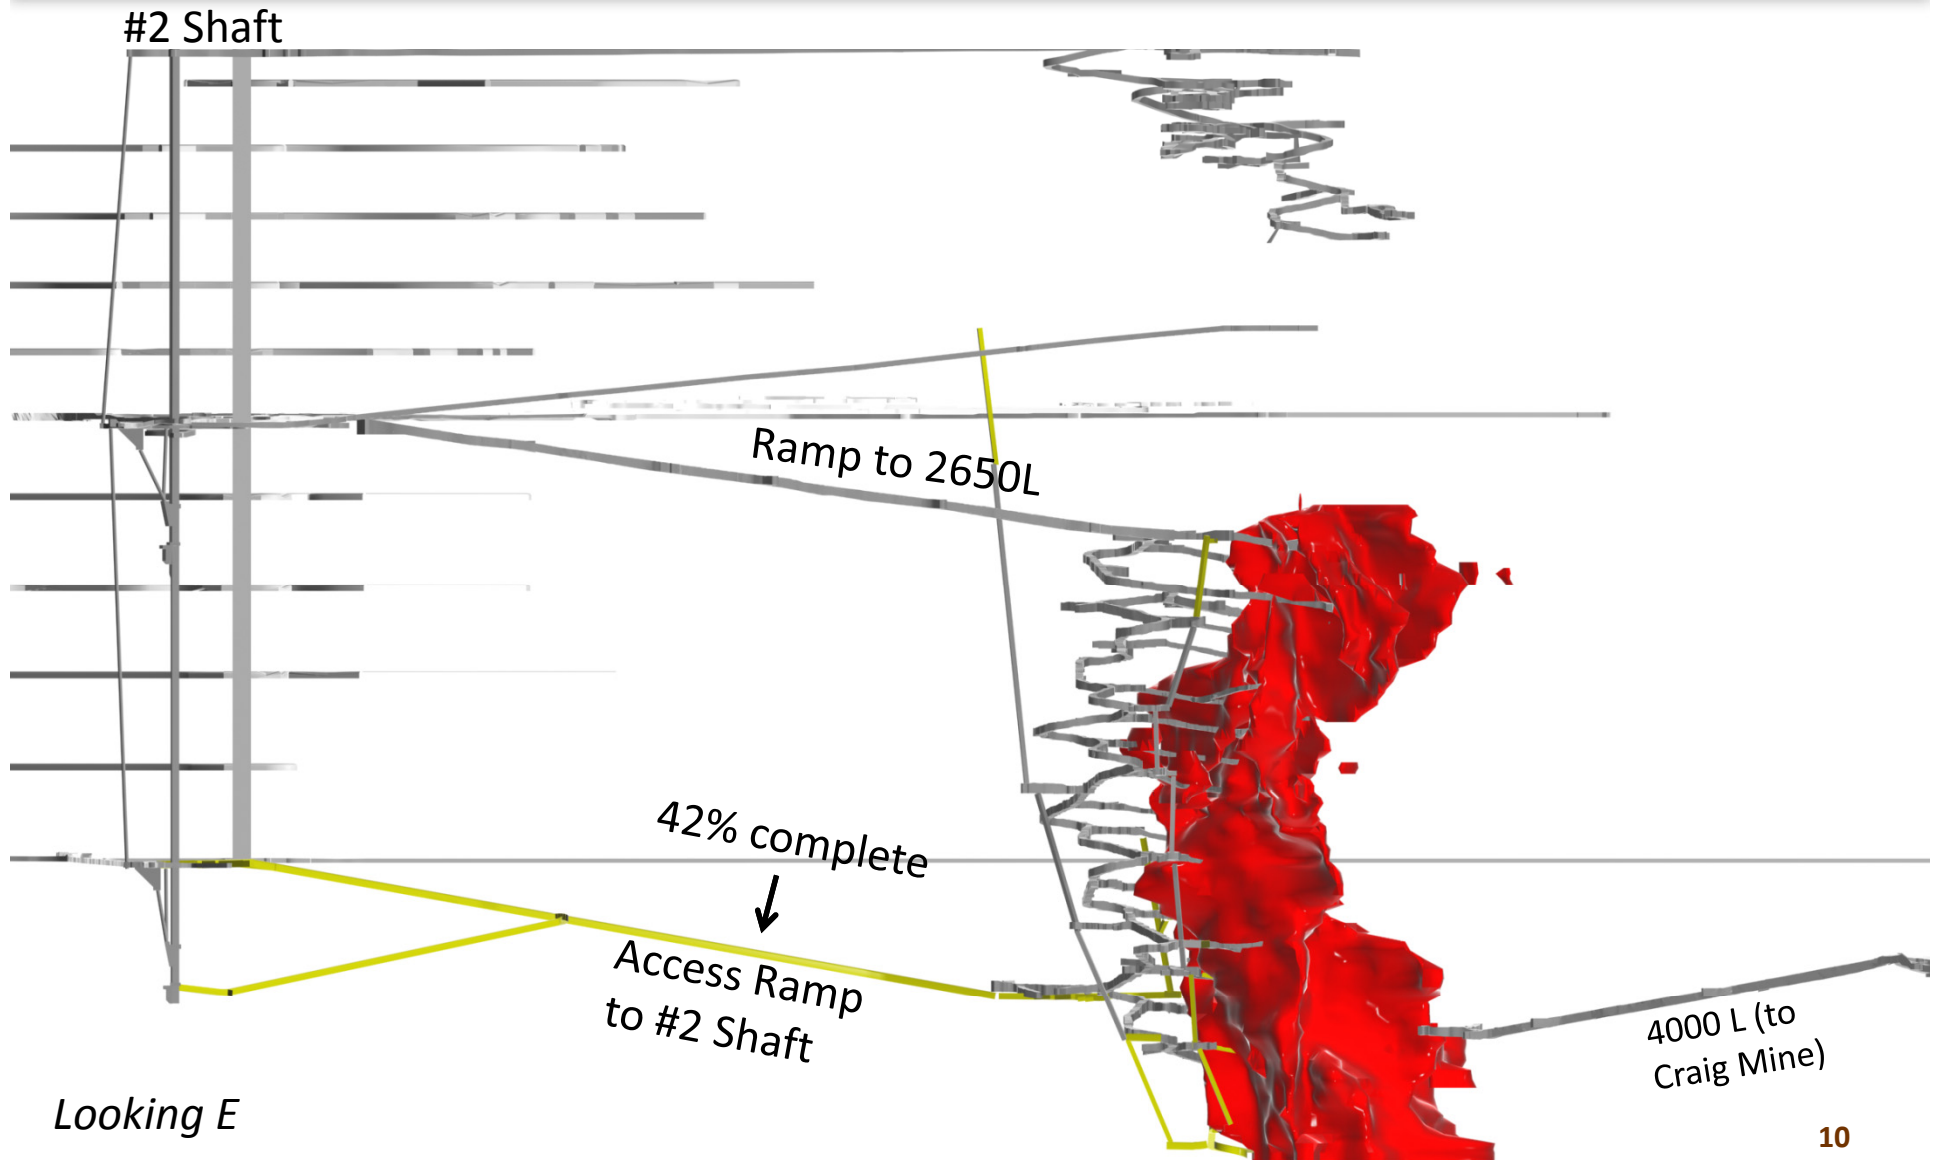 #2 Shaft
Ramp to 2650L
42% complete
Access Ramp
to #2 Shaft
4000 L (to
Craig Mine)
Looking E
10